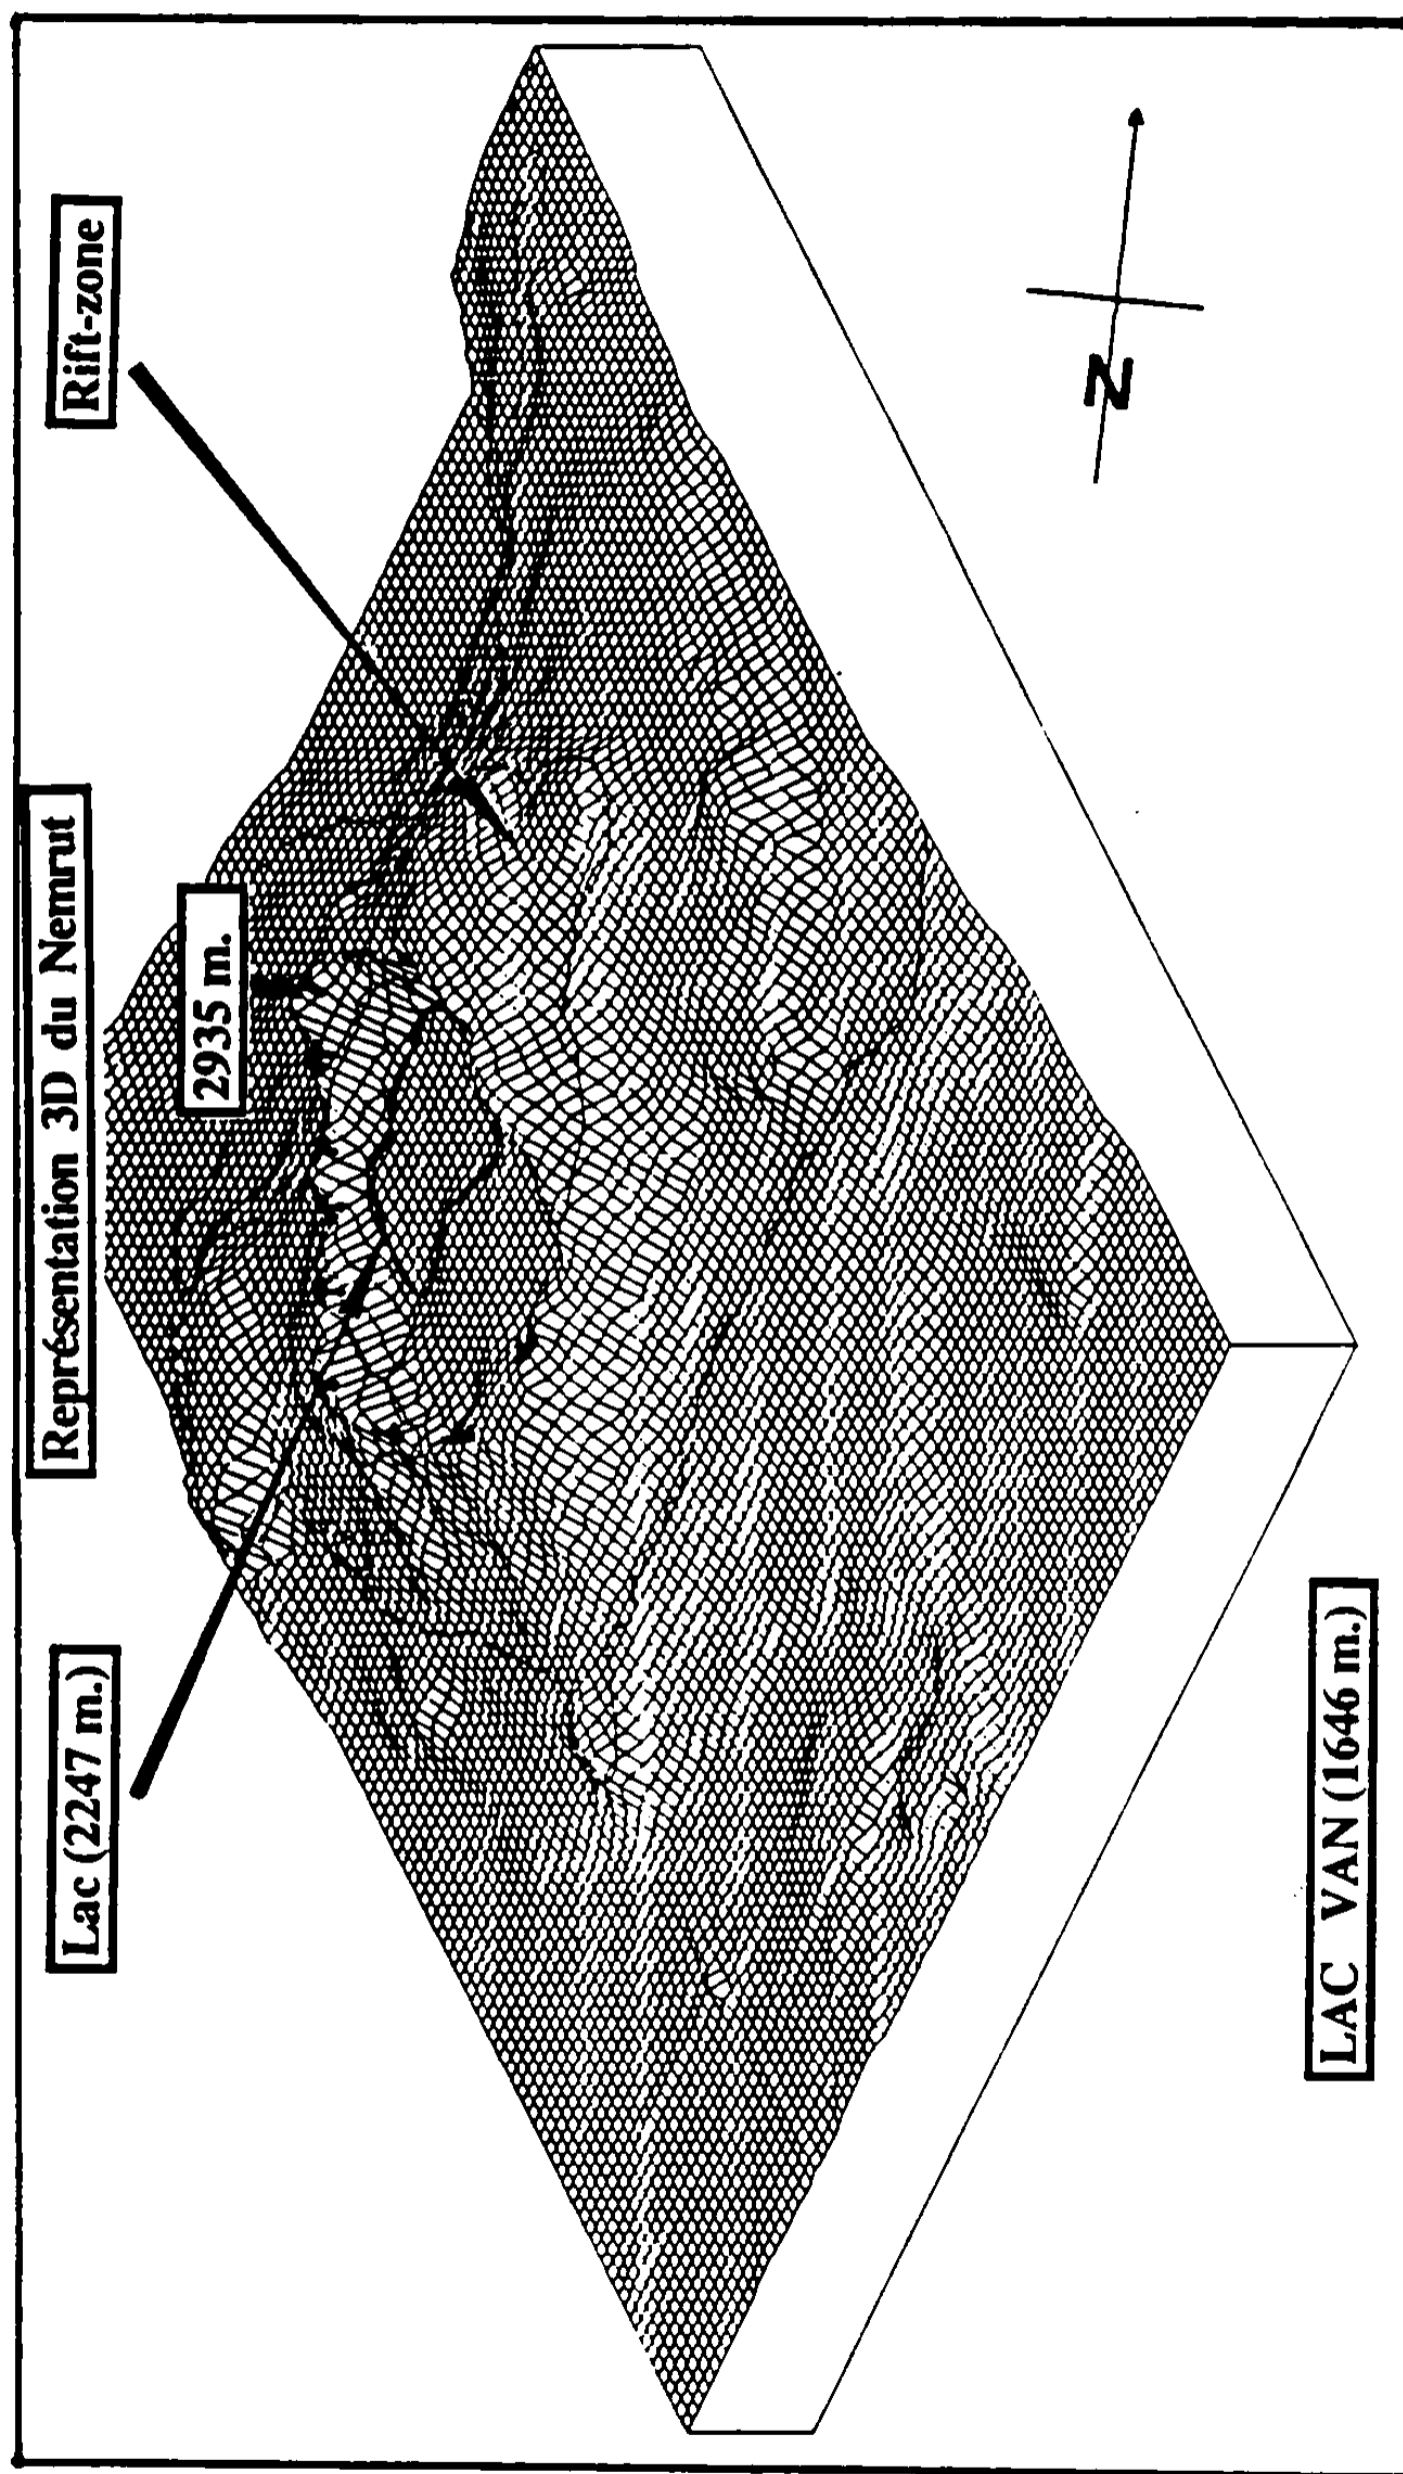 Représentation 3D du Nemrut
Lac (2247 m.)
2935 m.
Rift-zone
N
LAC VAN (1646 m.)